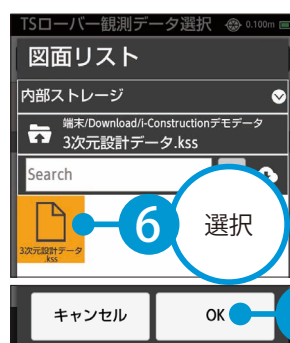 TSローバー観測データ選択 0.100m
図面リスト
内部ストレージ
端末/Download/i-Constructionデモデータ
3次元設計データ.kss
Search
3次元設計データ
.kss
6
選択
キャンセル
OK